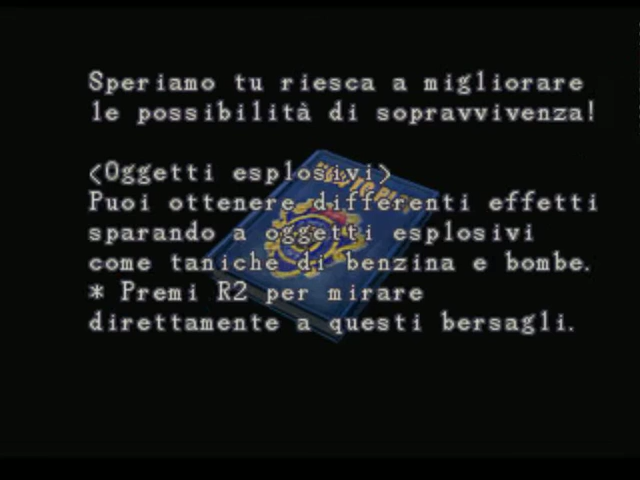 Speriamo tu riesca a migliorare
le possibilità di sopravvivenza!
<Oggetti esplosivi>
Puoi ottenere differenti effetti
sparando a oggetti esplosivi
come taniche di benzina e bombe.
* Premi R2 per mirare
direttamente a questi bersagli.